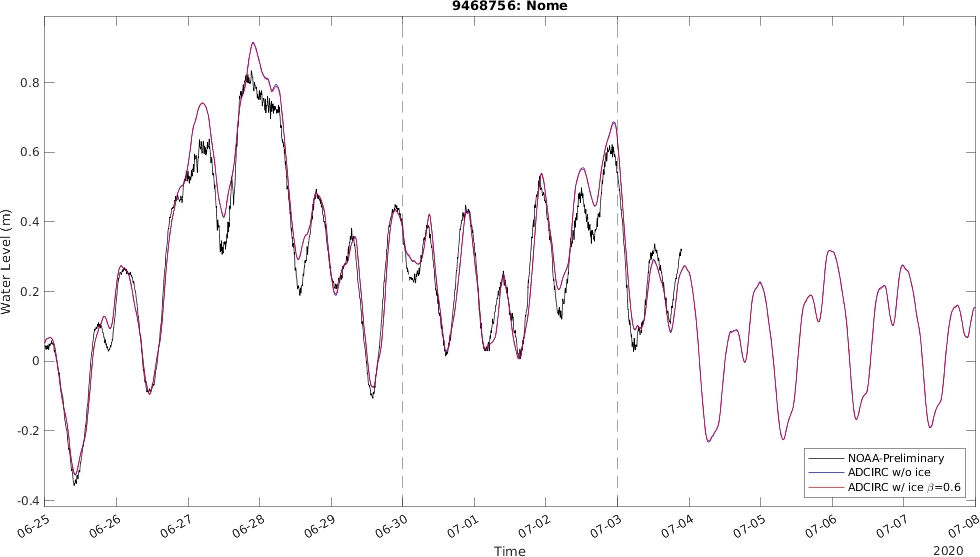 9468756: Nome
Water Level (m)
0.8
0.6
0.4
0.2
0
-0.2
-0.4
NOAA-Preliminary
ADCIRC w/o ice
ADCIRC w/ ice β=0.6
06-25 06-26 06-27 06-28 06-29 06-30 07-01 07-02 07-03 07-04 07-05 07-06 07-07 07-08
Time
2020